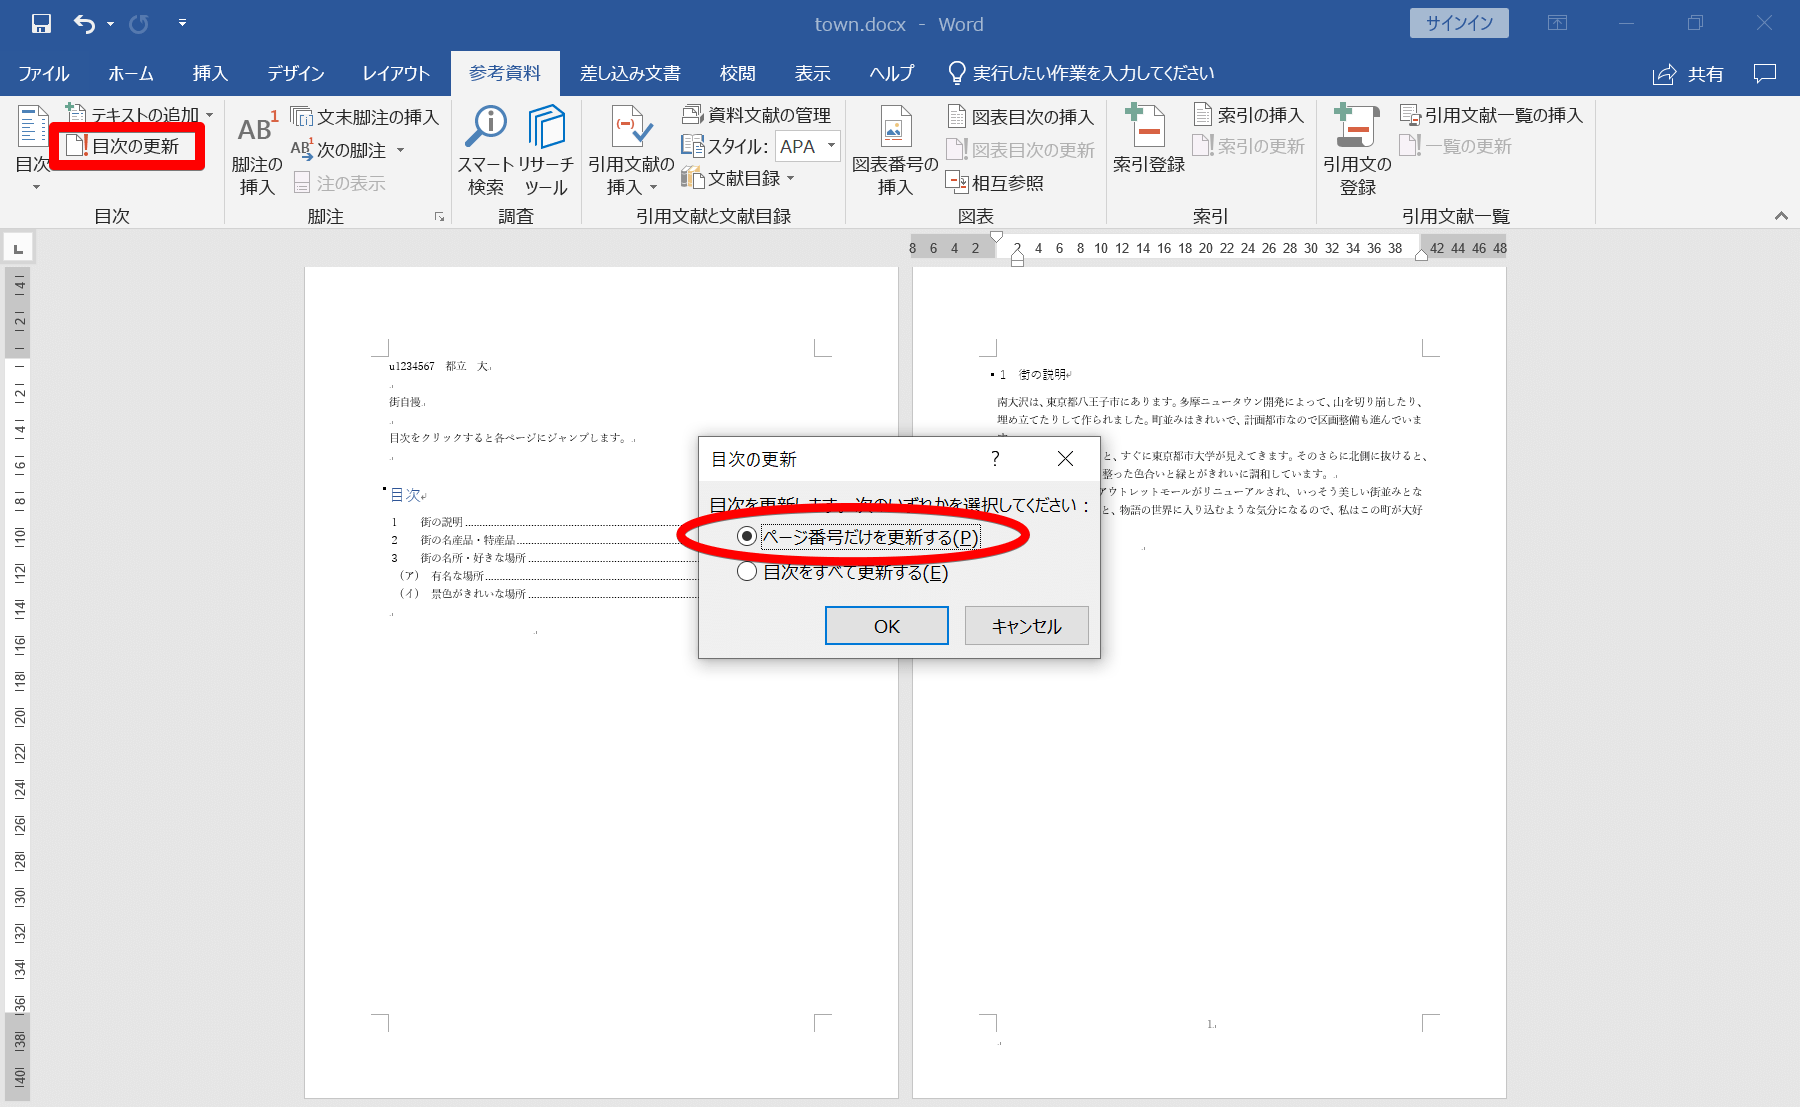 town.docx - Word
サインイン
ファイル ホーム 挿入 デザイン レイアウト 参考資料 差し込み文書 校閲 表示 ヘルプ 実行したい作業を入力してください 共有
目次
テキストの追加
目次の更新
目次
AB1
脚注の
挿入
文末脚注の挿入
AB1 次の脚注
注の表示
脚注
スマート
検索
リサーチ
ツール
調査
引用文献の
挿入
資料文献の管理
スタイル: APA
文献目録
引用文献と文献目録
図表番号の
挿入
図表目次の挿入
図表目次の更新
相互参照
図表
索引登録
索引の挿入
索引の更新
索引
引用文の
登録
引用文献一覧の挿入
一覧の更新
引用文献一覧
L
8 6 4 2 2 4 6 8 10 12 14 16 18 20 22 24 26 28 30 32 34 36 38 42 44 46 48
4
2
2
4
6
8
10
12
14
16
18
20
22
24
26
28
30
32
34
36
38
40
u1234567 都立 大
街自慢
目次をクリックすると各ページにジャンプします。
目次
1 街の説明
2 街の名産品・特産品
3 街の名所・好きな場所
(ア) 有名な場所
(イ) 景色がきれいな場所
1 街の説明
南大沢は、東京都八王子市にあります。多摩ニュータウン開発によって、山を切り崩したり、
埋め立てたりして作られました。町並みはきれいで、計画都市なので区画整備も進んでいま
と、すぐに東京都市大学が見えてきます。そのさらに北側に抜けると、
整った色合いと緑とがきれいに調和しています。
アウトレットモールがリニューアルされ、いっそう美しい街並みとな
と、物語の世界に入り込むような気分になるので、私はこの町が大好
1
目次の更新 ?
目次を更新します。次のいずれかを選択してください:
ページ番号だけを更新する(P)
目次をすべて更新する(E)
OK
キャンセル